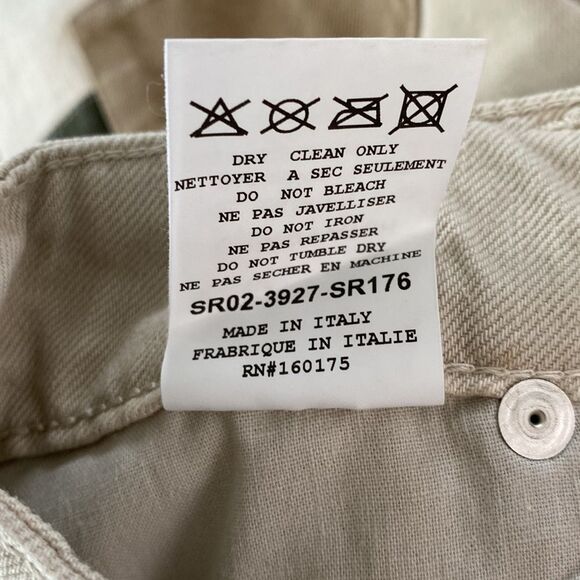 DRY CLEAN ONLY
NETTOYER A SEC SEULEMENT
DO NOT BLEACH
NE PAS JAVELLISER
DO NOT IRON
NE PAS REPASSER
DO NOT TUMBLE DRY
NE PAS SECHER EN MACHINE
SR02-3927-SR176
MADE IN ITALY
FRABRIQUE IN ITALIE
RN#160175